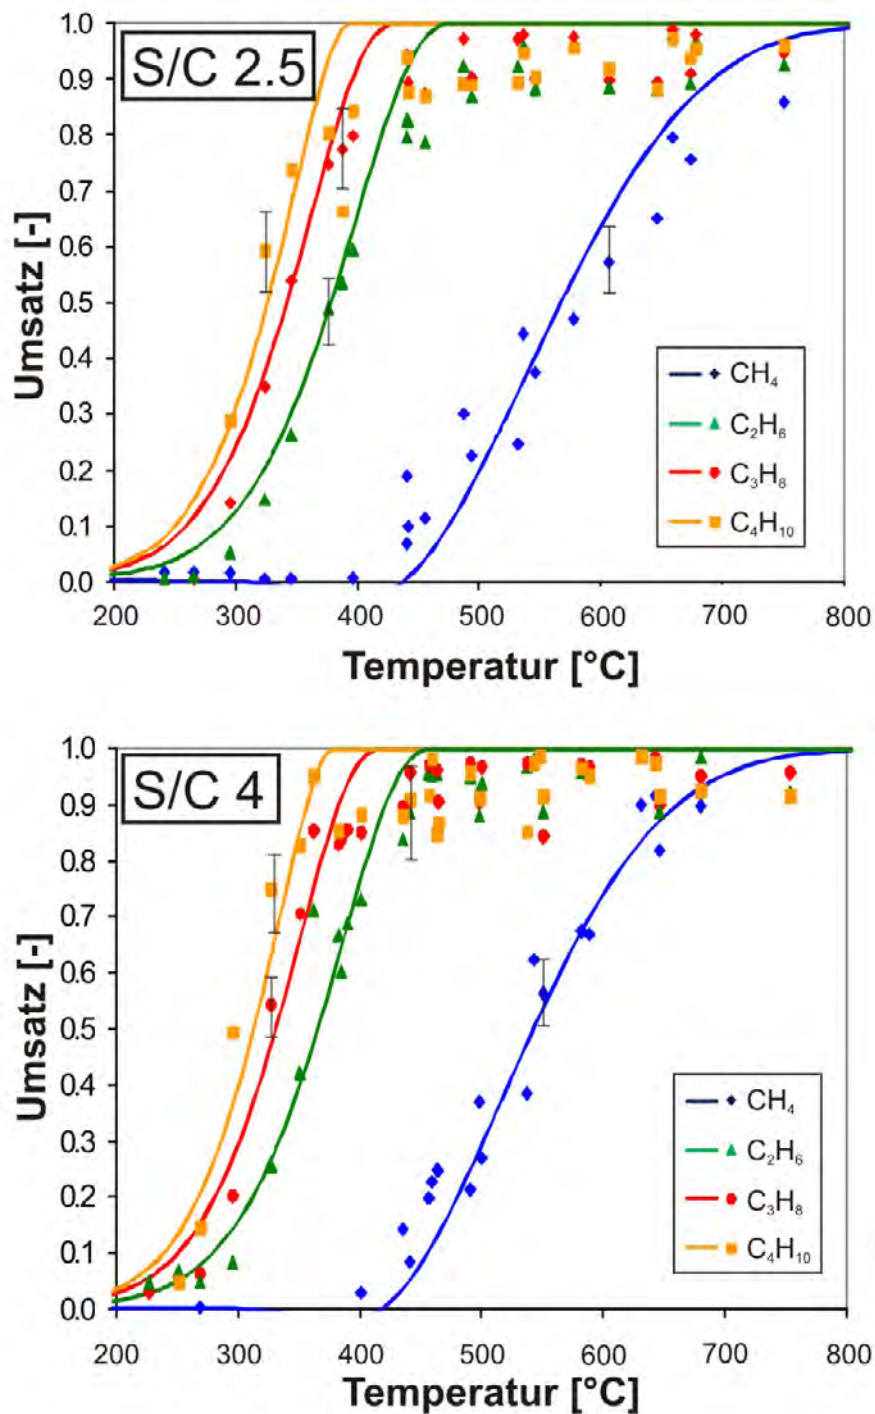 S/C 2.5
1.0
0.9
0.8
0.7
0.6
0.5
0.4
0.3
0.2
0.1
0.0
Umsatz [-]
CH₄
C₂H₆
C₃H₈
C₄H₁₀
200 300 400 500 600 700 800
Temperatur [°C]
S/C 4
1.0
0.9
0.8
0.7
0.6
0.5
0.4
0.3
0.2
0.1
0.0
Umsatz [-]
CH₄
C₂H₆
C₃H₈
C₄H₁₀
200 300 400 500 600 700 800
Temperatur [°C]